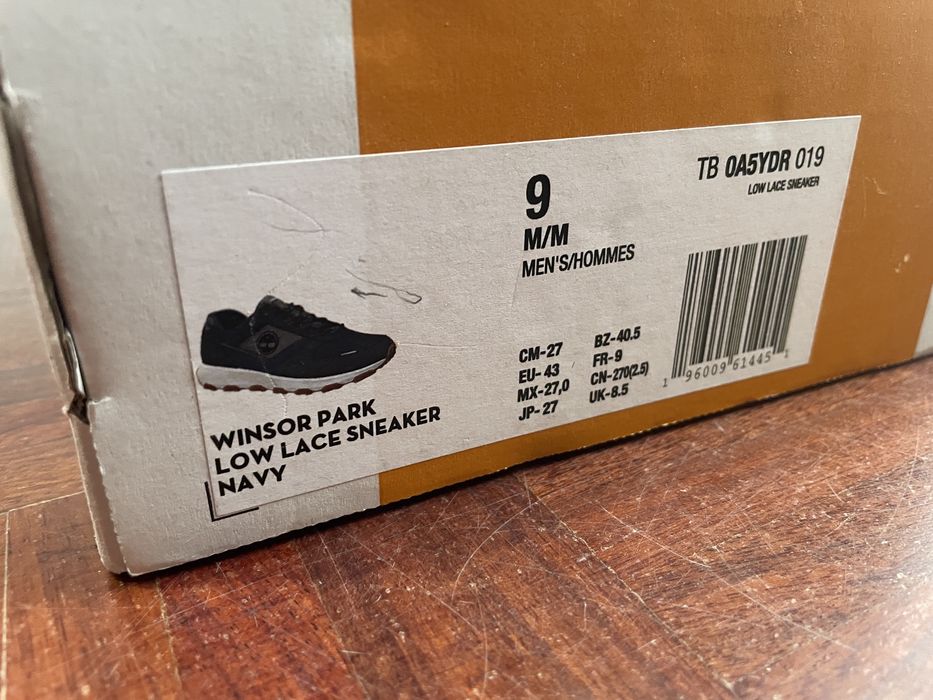 TB 0A5YDR 019
LOW LACE SNEAKER
9
M/M
MEN'S/HOMMES
CM-27
EU- 43
MX-27,0
JP- 27
BZ-40.5
FR-9
CN-270(2.5)
UK-8.5
1 96009 61445 1
WINSOR PARK
LOW LACE SNEAKER
NAVY